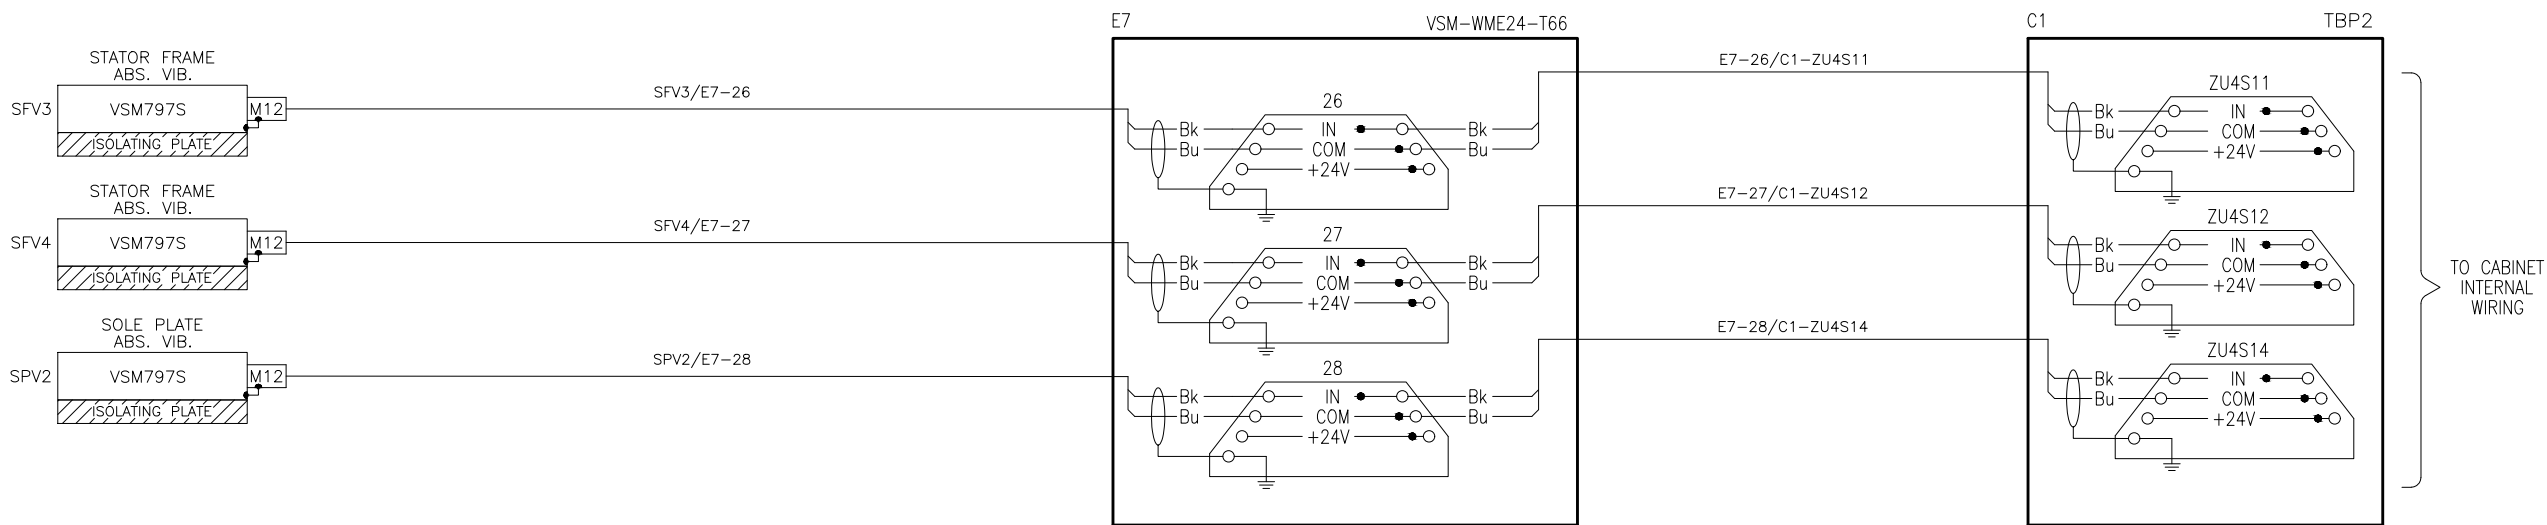 E7
VSM-WME24-T66
C1
TBP2
STATOR FRAME
ABS. VIB.
SFV3
VSM797S
M12
ISOLATING PLATE
SFV3/E7-26
26
Bk
IN
Bk
Bu
COM
Bu
+24V
E7-26/C1-ZU4S11
ZU4S11
Bk
IN
Bu
COM
+24V
STATOR FRAME
ABS. VIB.
SFV4
VSM797S
M12
ISOLATING PLATE
SFV4/E7-27
27
Bk
IN
Bk
Bu
COM
Bu
+24V
E7-27/C1-ZU4S12
ZU4S12
Bk
IN
Bu
COM
+24V
SOLE PLATE
ABS. VIB.
SPV2
VSM797S
M12
ISOLATING PLATE
SPV2/E7-28
28
Bk
IN
Bk
Bu
COM
Bu
+24V
E7-28/C1-ZU4S14
ZU4S14
Bk
IN
Bu
COM
+24V
TO CABINET
INTERNAL
WIRING